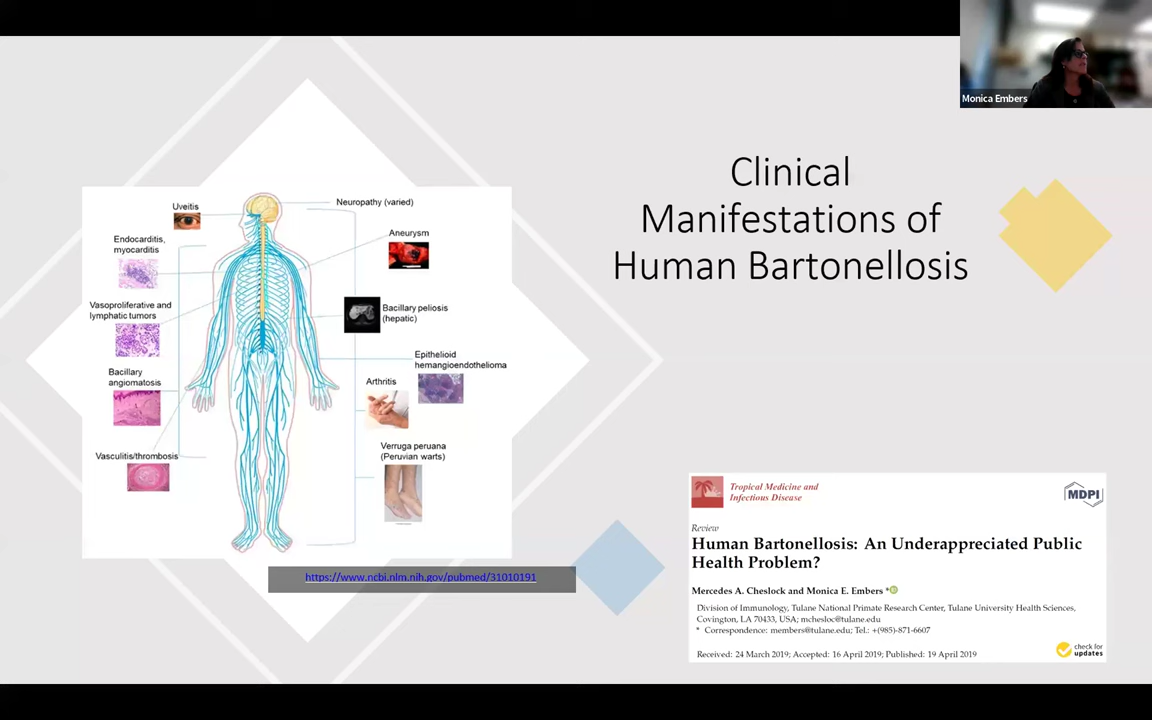 Monica Embers
Clinical
Manifestations of
Human Bartonellosis
Uveitis
Neuropathy (varied)
Endocarditis,
myocarditis
Aneurysm
Vasoproliferative and
lymphatic tumors
Bacillary peliosis
(hepatic)
Epithelioid
hemangioendothelioma
Bacillary
angiomatosis
Arthritis
Verruga peruana
(Peruvian warts)
Vasculitis/thrombosis
https://www.ncbi.nlm.nih.gov/pubmed/31010191
Tropical Medicine and
Infectious Disease
MDPI
Review
Human Bartonellosis: An Underappreciated Public
Health Problem?
Mercedes A. Cheslock and Monica E. Embers *
Division of Immunology, Tulane National Primate Research Center, Tulane University Health Sciences,
Covington, LA 70433, USA; mchesloc@tulane.edu
* Correspondence: members@tulane.edu; Tel.: +(985)-871-6607
Received: 24 March 2019; Accepted: 16 April 2019; Published: 19 April 2019
check for
updates